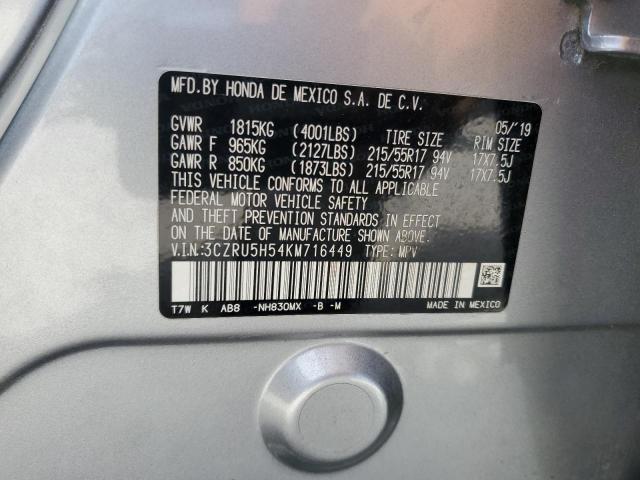 MFD.BY HONDA DE MEXICO S.A. DE C.V.
05/'19
GVWR 1815KG (4001LBS) TIRE SIZE RIM SIZE
GAWR F 965KG (2127LBS) 215/55R17 94V 17X7.5J
GAWR R 850KG (1873LBS) 215/55R17 94V 17X7.5J
THIS VEHICLE CONFORMS TO ALL APPLICABLE
FEDERAL MOTOR VEHICLE SAFETY
AND THEFT PREVENTION STANDARDS IN EFFECT
ON THE DATE OF MANUFACTURE SHOWN ABOVE.
V.IN.:3CZRU5H54KM716449 TYPE: MPV
T7W K AB8 -NH830MX -B -M MADE IN MEXICO